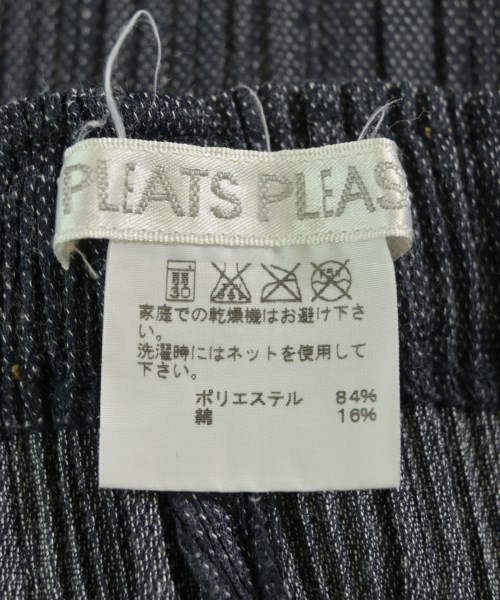 PLEATS PLEAS
弱
30
家庭での乾燥機はお避け下さ
い。
洗濯時にはネットを使用して
下さい。
ポリエステル 84%
綿 16%